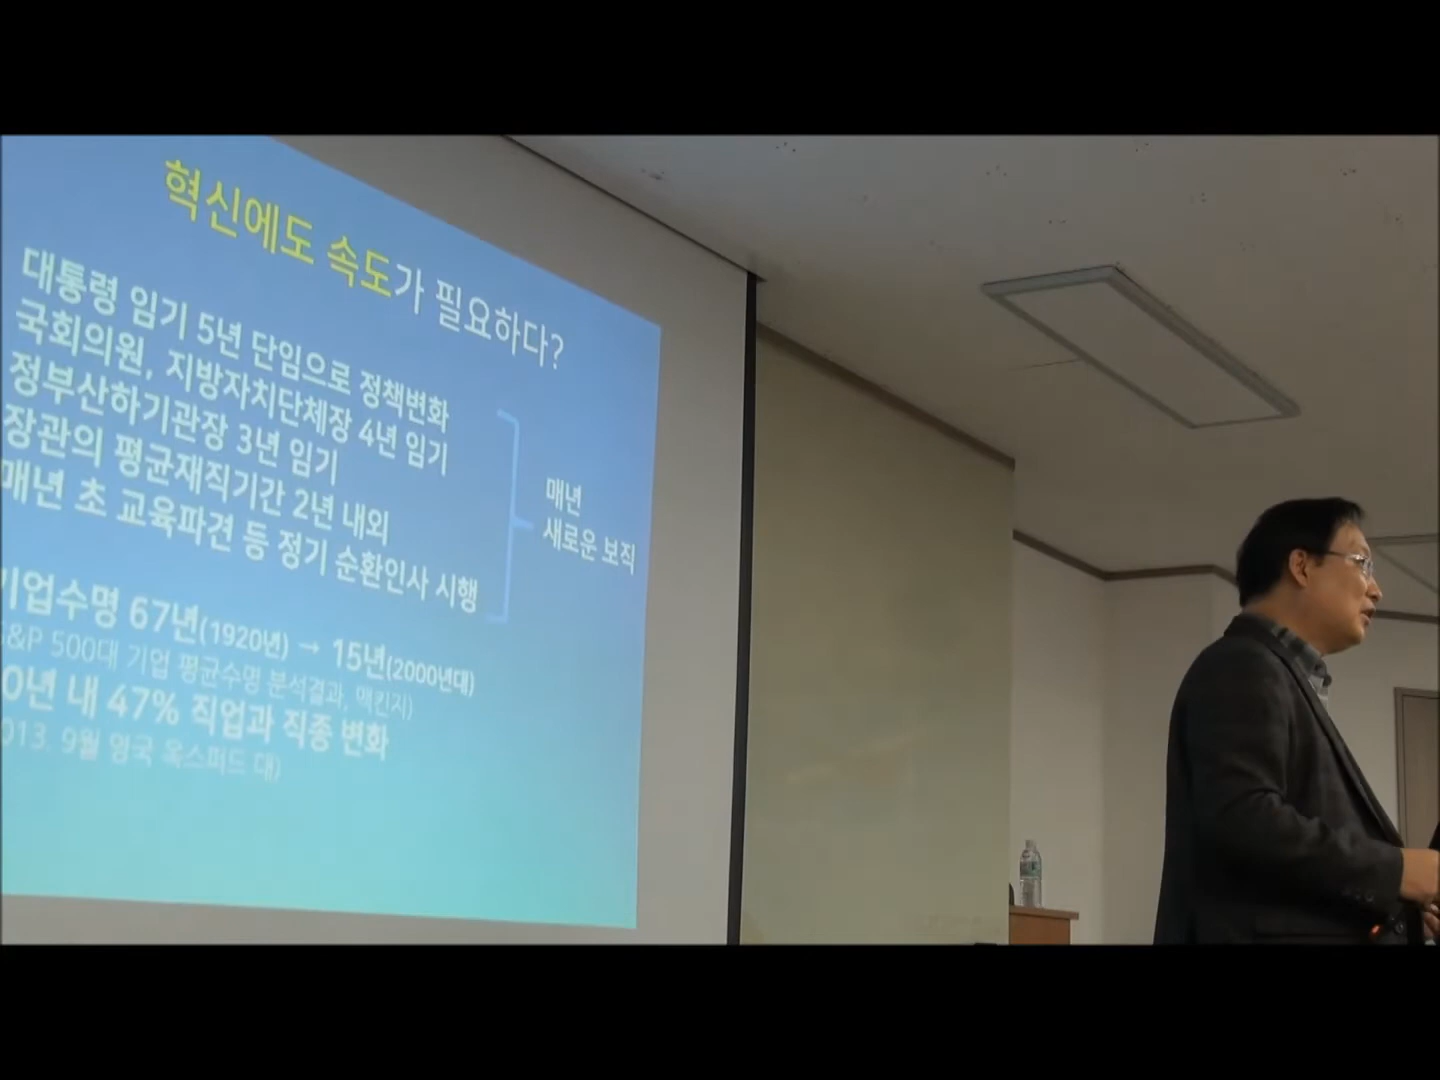 혁신에도 속도가 필요하다?
대통령 임기 5년 단임으로 정책변화
국회의원, 지방자치단체장 4년 임기
정부산하기관장 3년 임기
장관의 평균재직기간 2년 내외
매년 초 교육파견 등 정기 순환인사 시행
매년
새로운 보직
기업수명 67년(1920년) → 15년(2000년대)
&P 500대 기업 평균수명 분석결과, 맥킨지)
0년 내 47% 직업과 직종 변화
013. 9월 영국 옥스퍼드 대)